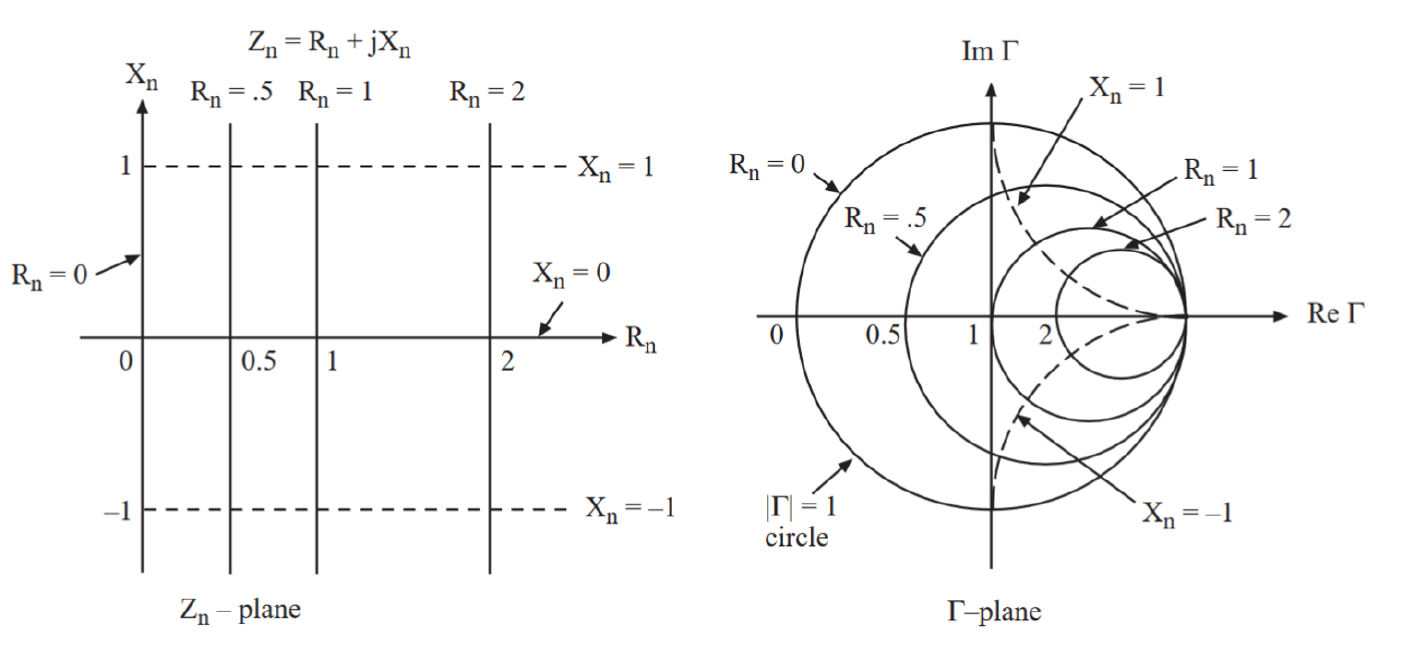 Zn = Rn + jXn
Xn
Rn = .5
Rn = 1
Rn = 2
1
Xn = 1
Rn = 0
Xn = 0
Rn
0
0.5
1
2
–1
Xn = –1
Zn – plane
Im Γ
Xn = 1
Rn = 0
Rn = 1
Rn = .5
Rn = 2
Re Γ
0
0.5
1
2
|Γ| = 1
circle
Xn = –1
Γ–plane